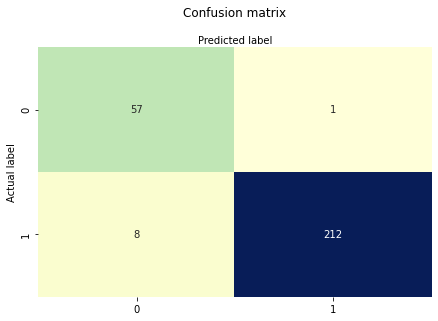 Confusion matrix
Predicted label
Actual label
0
57
1
1
8
212
0
1